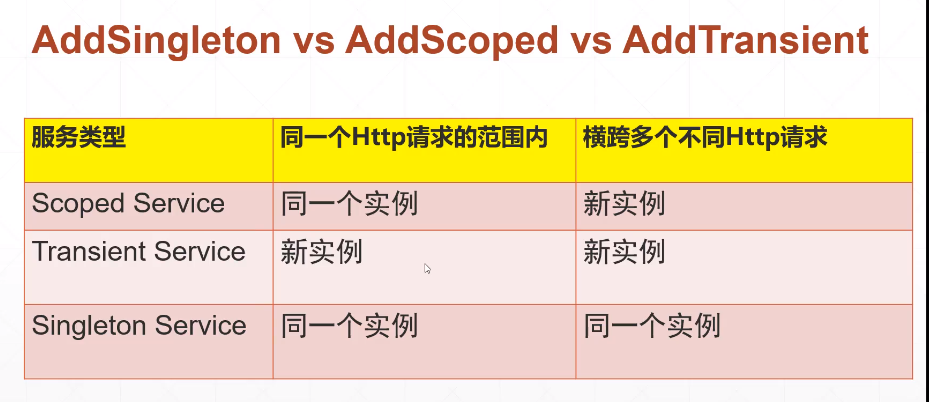 AddSingleton vs AddScoped vs AddTransient
服务类型 同一个Http请求的范围内 横跨多个不同Http请求
Scoped Service 同一个实例 新实例
Transient Service 新实例 新实例
Singleton Service 同一个实例 同一个实例